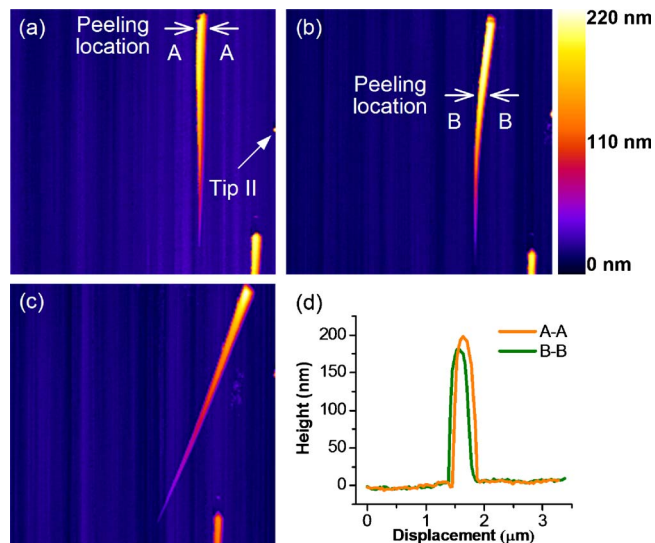 (a)
Peeling
location
A
A
Tip II
(b)
Peeling
location
B
B
220 nm
110 nm
0 nm
(c)
(d)
A-A
B-B
Height (nm)
200
150
100
50
0
0
1
2
3
Displacement (μm)